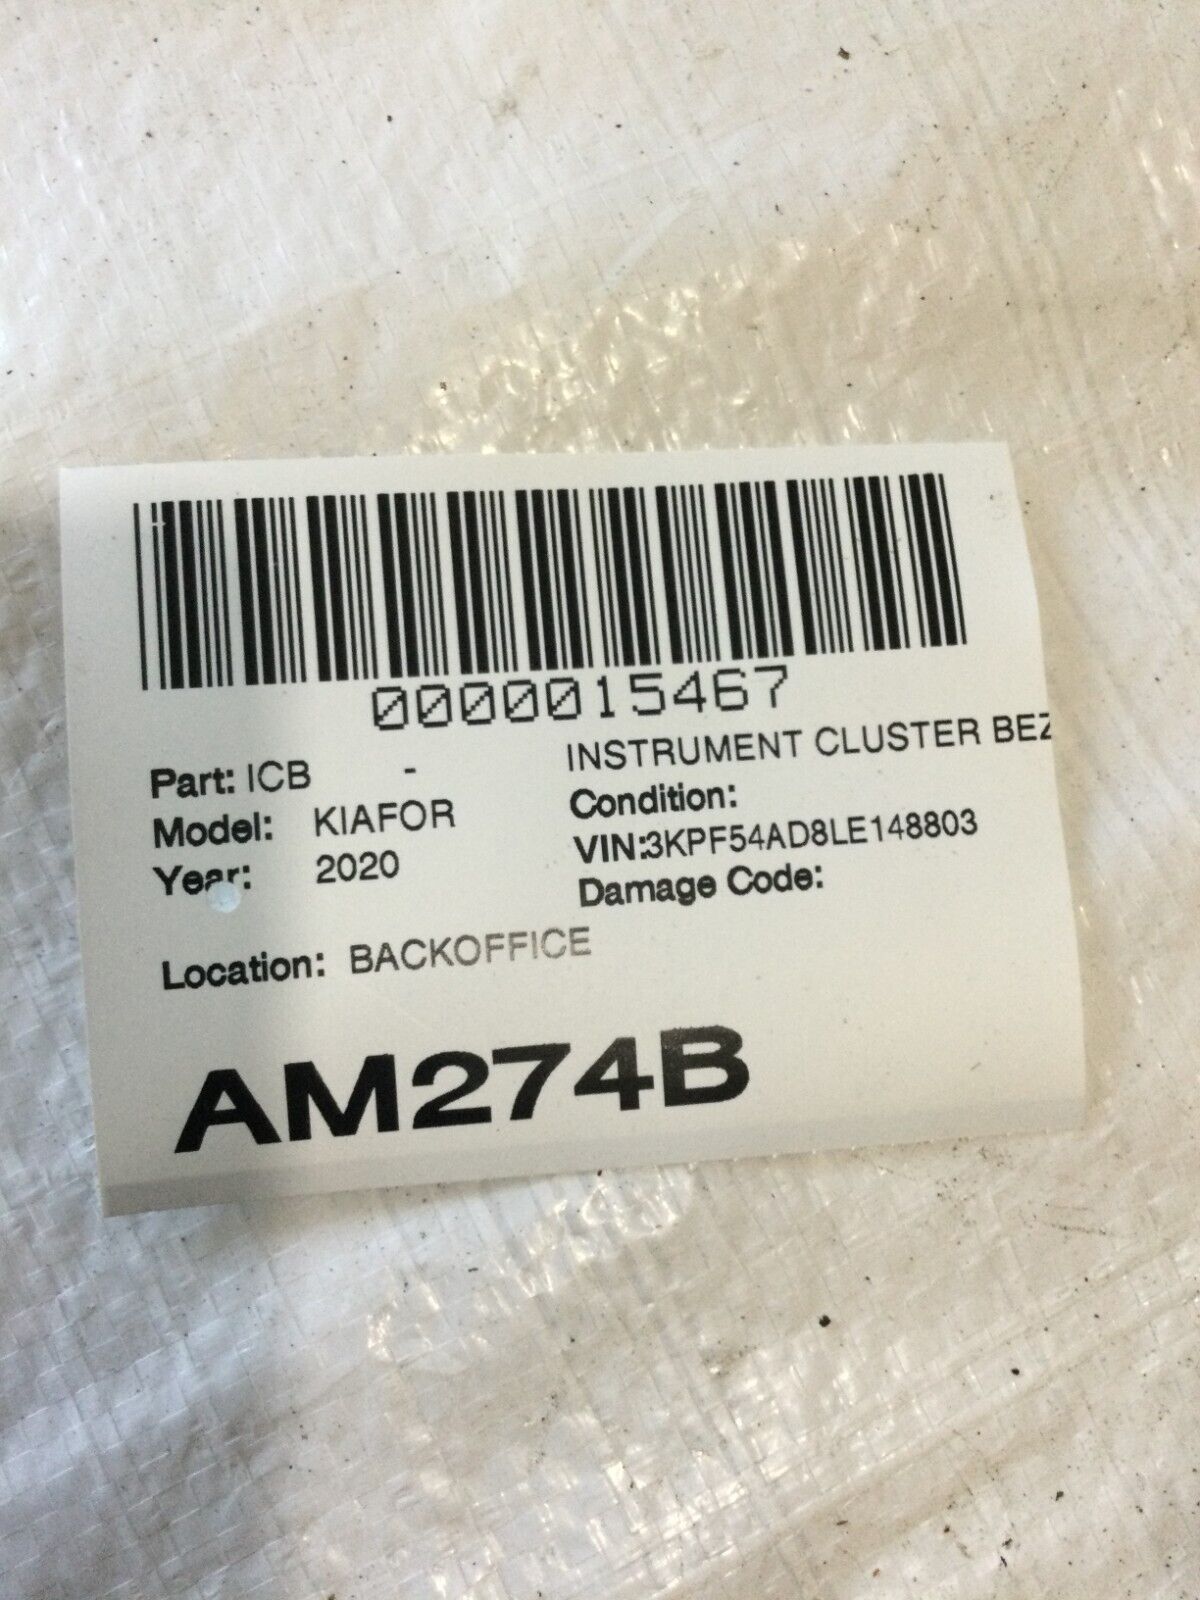 0000015467
Part: ICB - INSTRUMENT CLUSTER BEZ
Model: KIAFOR Condition:
Year: 2020 VIN:3KPF54AD8LE148803
Damage Code:
Location: BACKOFFICE
AM274B